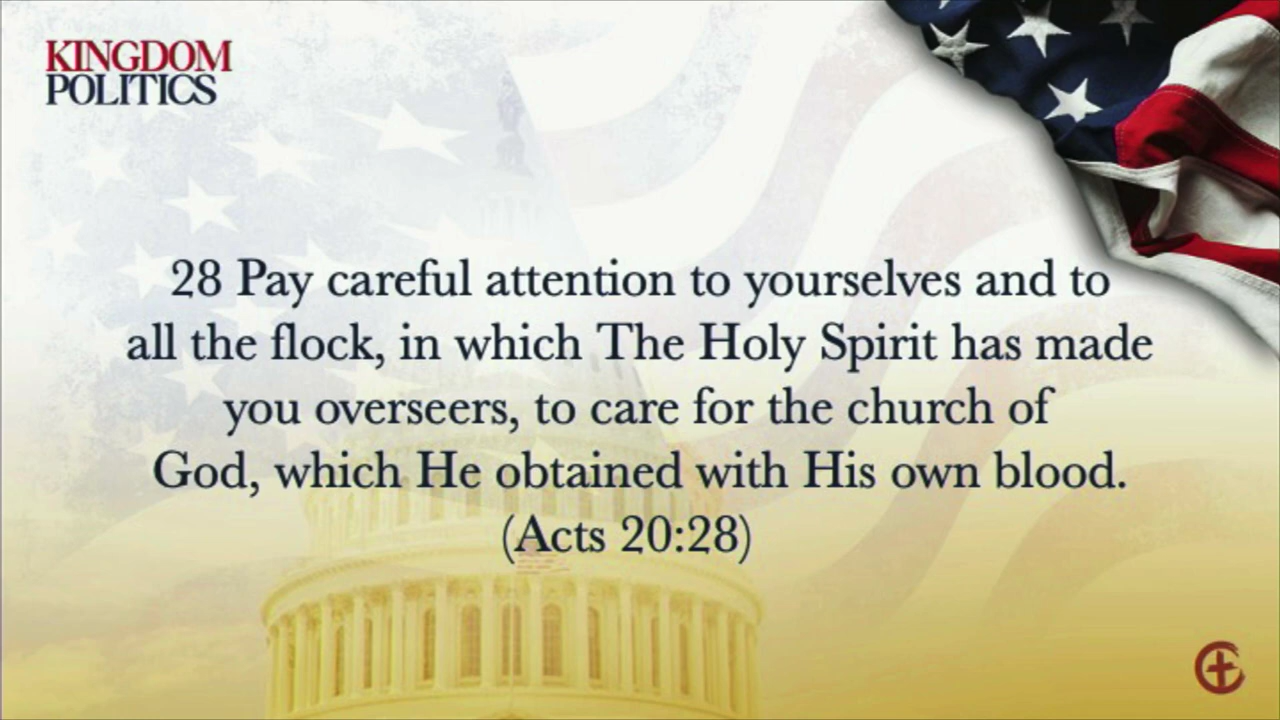 KINGDOM
POLITICS
28 Pay careful attention to yourselves and to
all the flock, in which The Holy Spirit has made
you overseers, to care for the church of
God, which He obtained with His own blood.
(Acts 20:28)